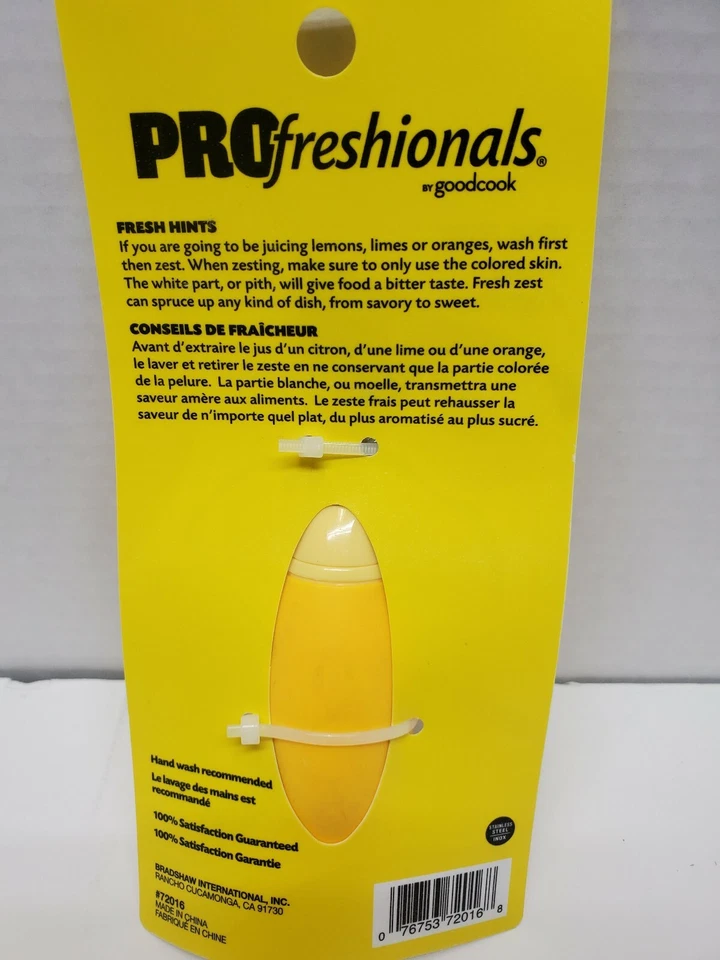 PROfreshionals®
BY goodcook
FRESH HINTS
If you are going to be juicing lemons, limes or oranges, wash first
then zest. When zesting, make sure to only use the colored skin.
The white part, or pith, will give food a bitter taste. Fresh zest
can spruce up any kind of dish, from savory to sweet.
CONSEILS DE FRAÎCHEUR
Avant d'extraire le jus d'un citron, d'une lime ou d'une orange,
le laver et retirer le zeste en ne conservant que la partie colorée
de la pelure. La partie blanche, ou moelle, transmettra une
saveur amère aux aliments. Le zeste frais peut rehausser la
saveur de n'importe quel plat, du plus aromatisé au plus sucré.
Hand wash recommended
Le lavage des mains est
recommandé
100% Satisfaction Guaranteed
100% Satisfaction Garantie
BRADSHAW INTERNATIONAL, INC.
RANCHO CUCAMONGA, CA 91730
#72016
MADE IN CHINA
FABRIQUÉ EN CHINE
STAINLESS
STEEL
INOX
0 76753 72016 8